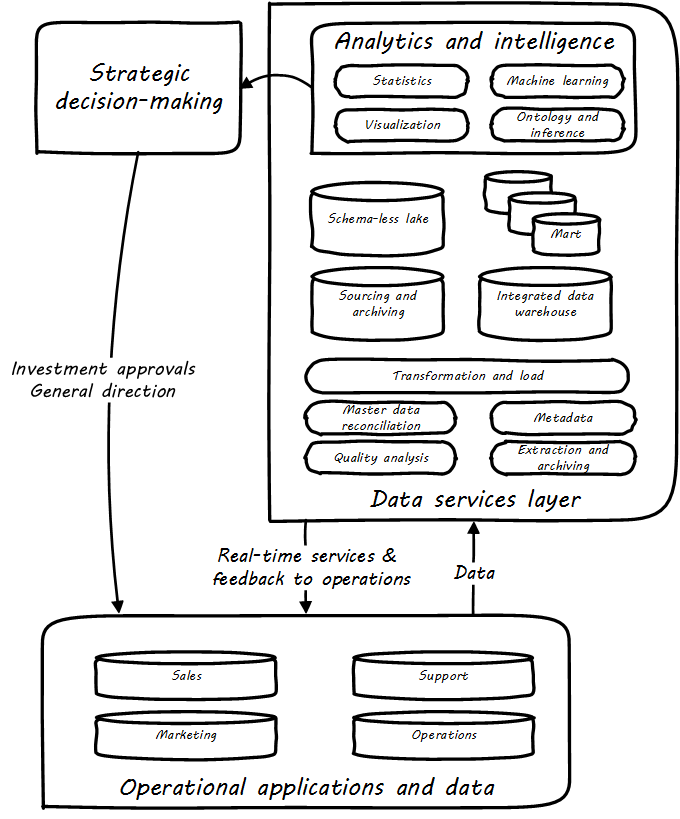 Strategic
decision-making
Analytics and intelligence
Statistics
Machine learning
Visualization
Ontology and
inference
Schema-less lake
Mart
Sourcing and
archiving
Integrated data
warehouse
Transformation and load
Master data
reconciliation
Metadata
Quality analysis
Extraction and
archiving
Data services layer
Investment approvals
General direction
Real-time services &
feedback to operations
Data
Sales
Support
Marketing
Operations
Operational applications and data